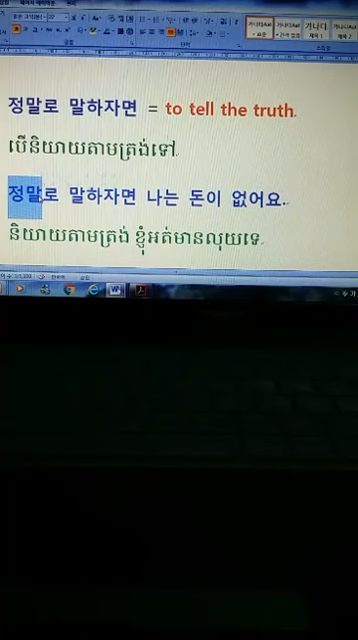 정말로 말하자면 = to tell the truth.
បើនិយាយតាមត្រង់ទៅ
정말로 말하자면 나는 돈이 없어요.
និយាយតាមត្រង់ ខ្ញុំអត់មានលុយទេ